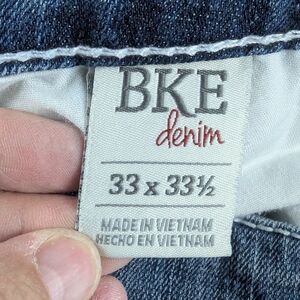 BKE
denim
33 x 33½
MADE IN VIETNAM
HECHO EN VIETNAM